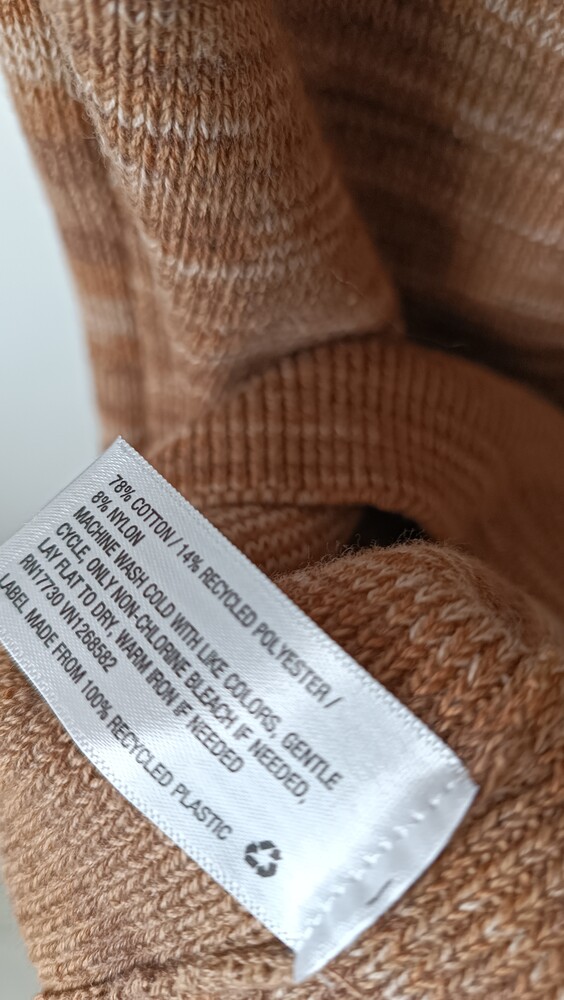 78% COTTON / 14% RECYCLED POLYESTER /
8% NYLON
MACHINE WASH COLD WITH LIKE COLORS, GENTLE
CYCLE, ONLY NON-CHLORINE BLEACH IF NEEDED,
LAY FLAT TO DRY, WARM IRON IF NEEDED
RN17730 VN1268582
LABEL MADE FROM 100% RECYCLED PLASTIC